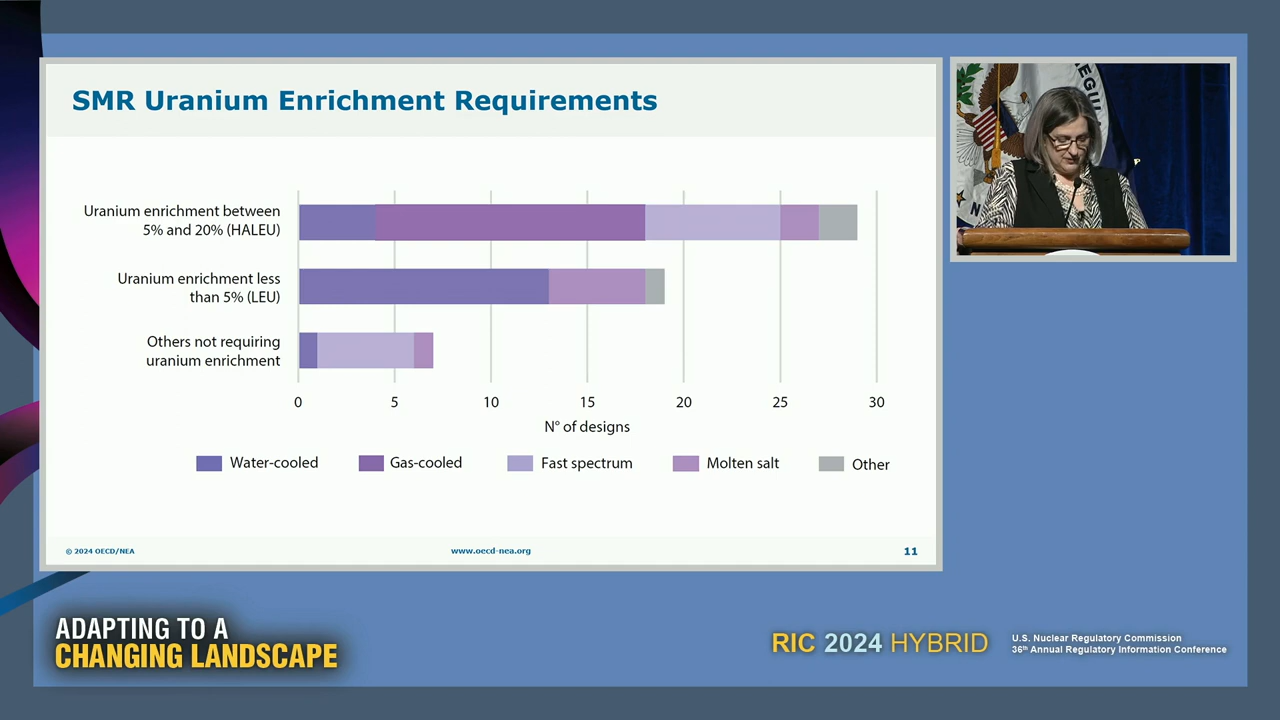 SMR Uranium Enrichment Requirements
Uranium enrichment between
5% and 20% (HALEU)
Uranium enrichment less
than 5% (LEU)
Others not requiring
uranium enrichment
0 5 10 15 20 25 30
N° of designs
Water-cooled Gas-cooled Fast spectrum Molten salt Other
© 2024 OECD/NEA www.oecd-nea.org 11
ADAPTING TO A
CHANGING LANDSCAPE
RIC 2024 HYBRID
U.S. Nuclear Regulatory Commission
36th Annual Regulatory Information Conference